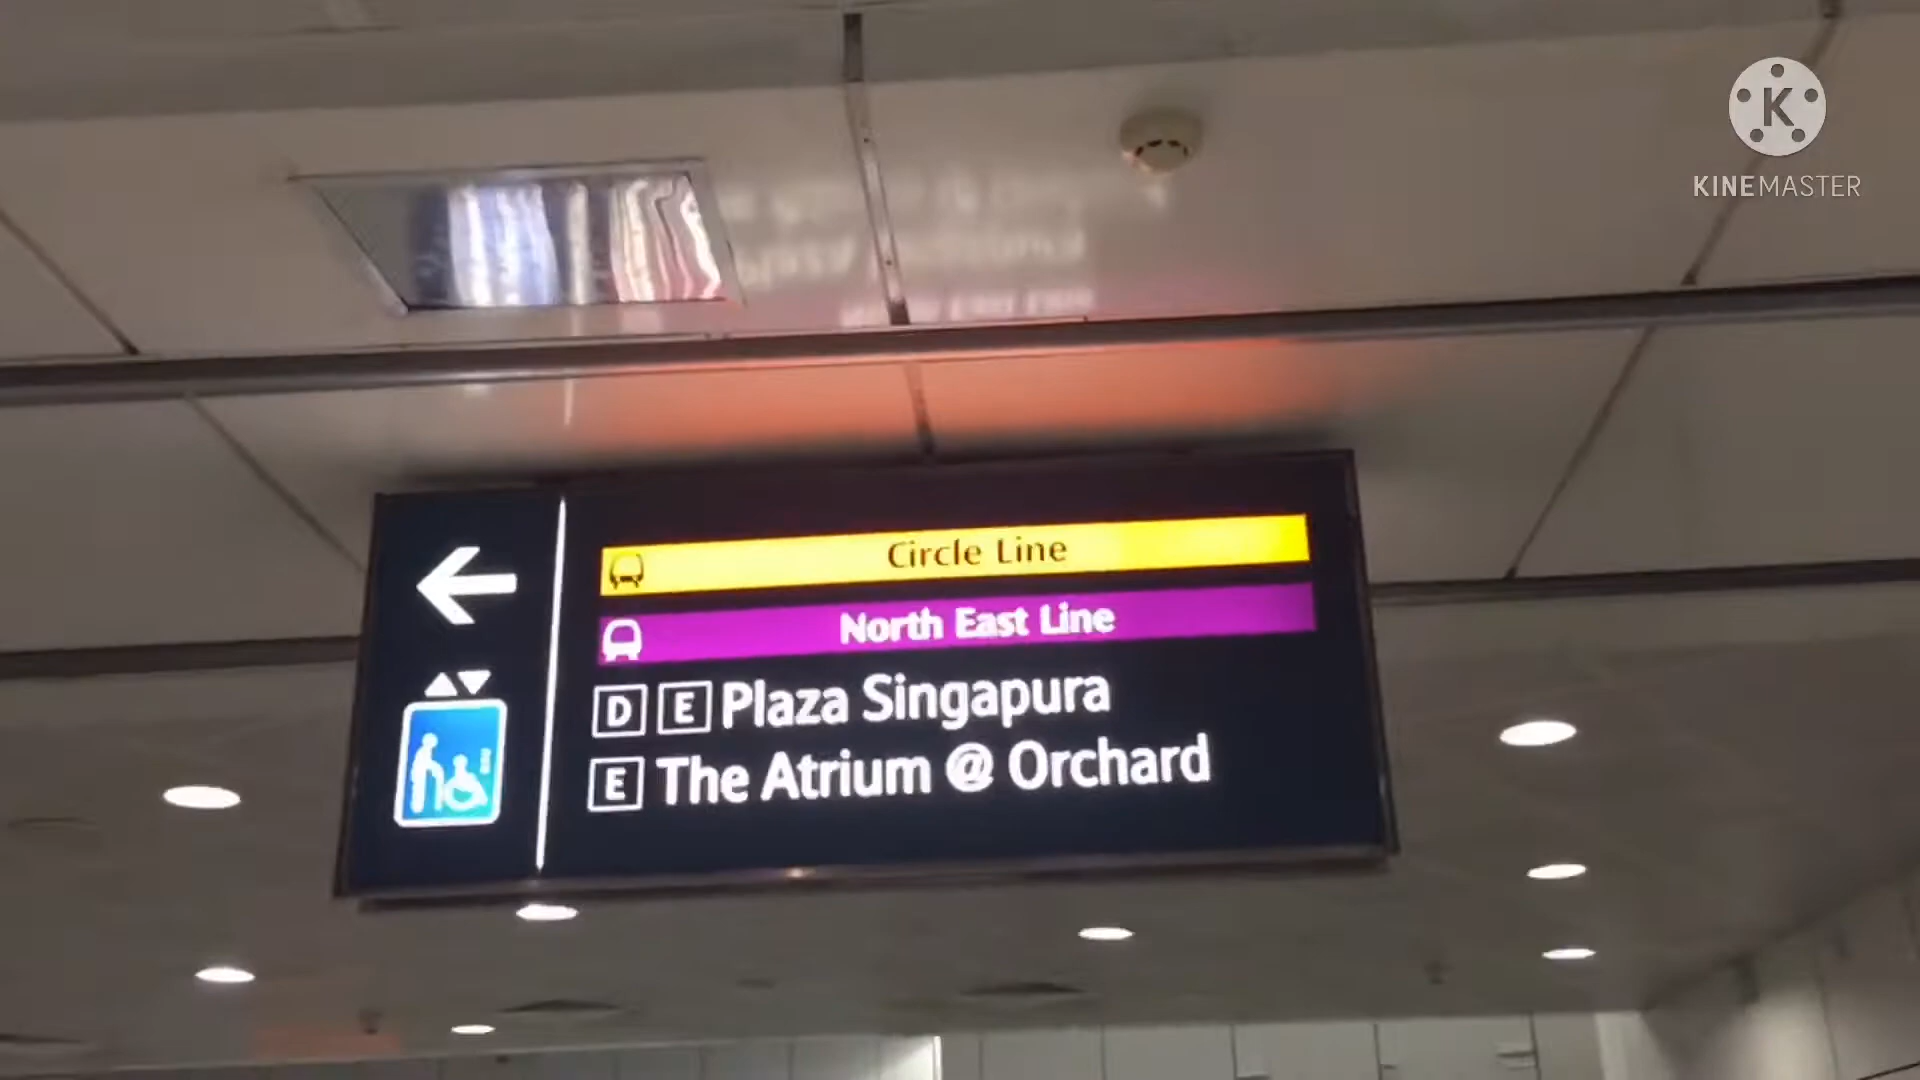 K
KINEMASTER
Circle Line
North East Line
D E Plaza Singapura
E The Atrium @ Orchard